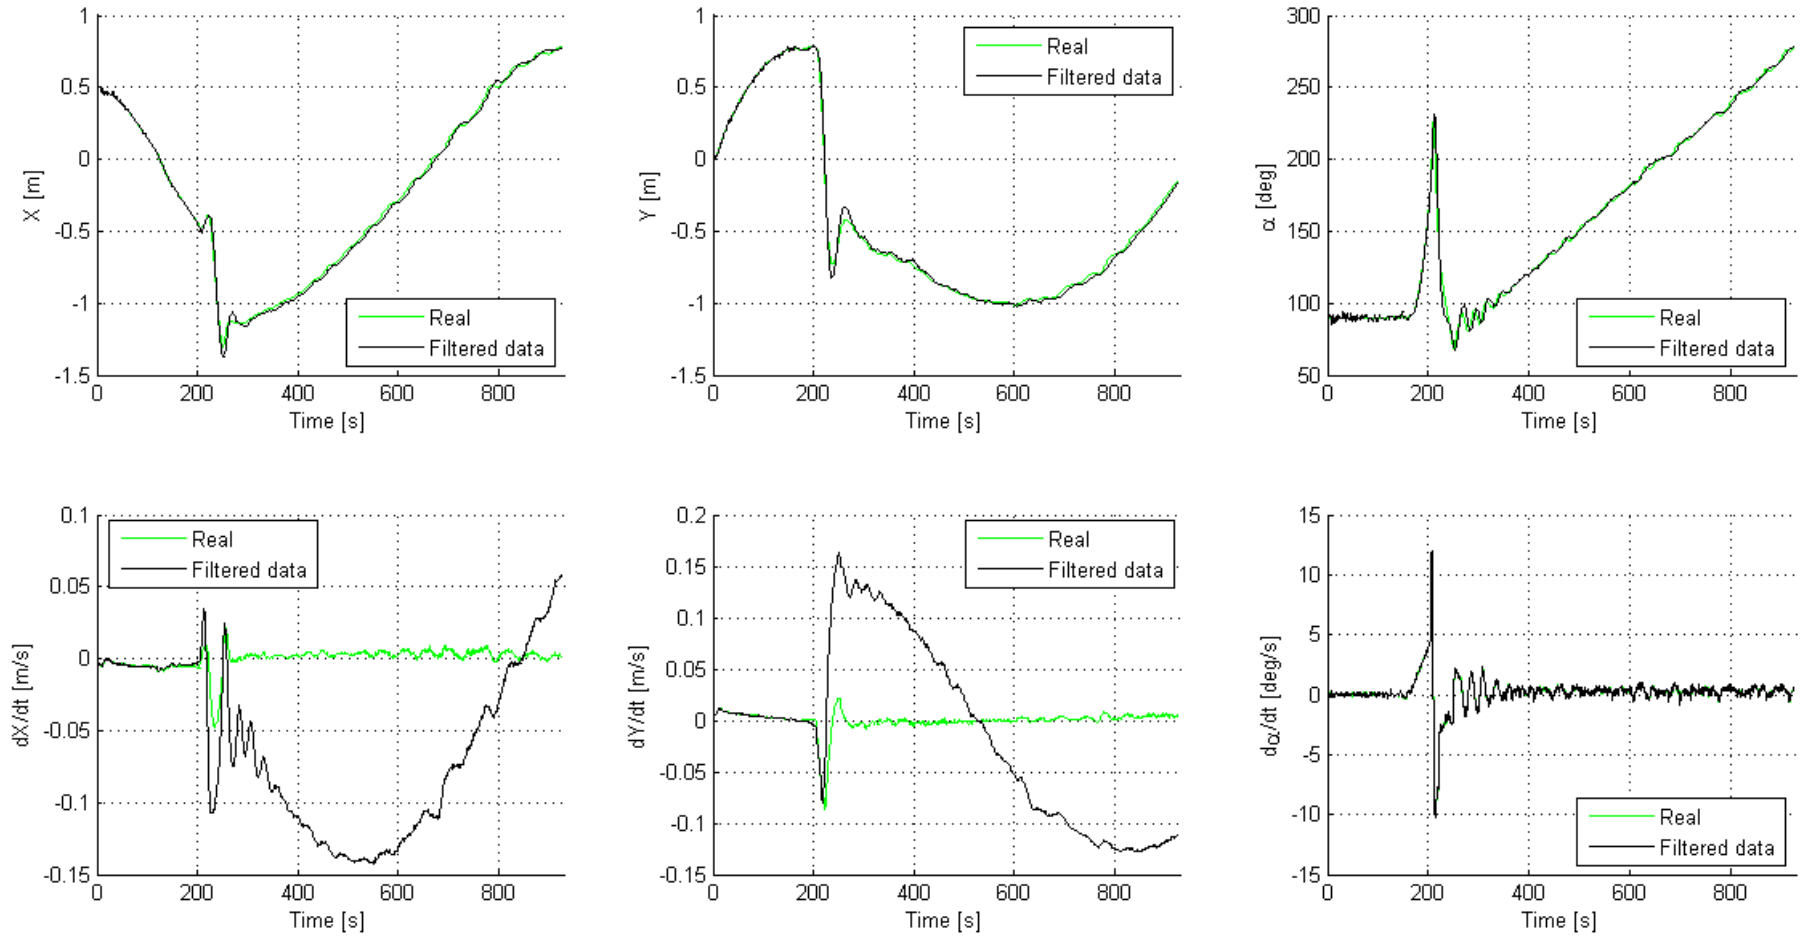 1
0.5
0
-0.5
-1
-1.5
X [m]
0 200 400 600 800
Time [s]
Real
Filtered data
1
0.5
0
-0.5
-1
-1.5
Y [m]
0 200 400 600 800
Time [s]
Real
Filtered data
300
250
200
150
100
50
α [deg]
0 200 400 600 800
Time [s]
Real
Filtered data
0.1
0.05
0
-0.05
-0.1
-0.15
dX/dt [m/s]
0 200 400 600 800
Time [s]
Real
Filtered data
0.2
0.15
0.1
0.05
0
-0.05
-0.1
-0.15
dY/dt [m/s]
0 200 400 600 800
Time [s]
Real
Filtered data
15
10
5
0
-5
-10
-15
dα/dt [deg/s]
0 200 400 600 800
Time [s]
Real
Filtered data